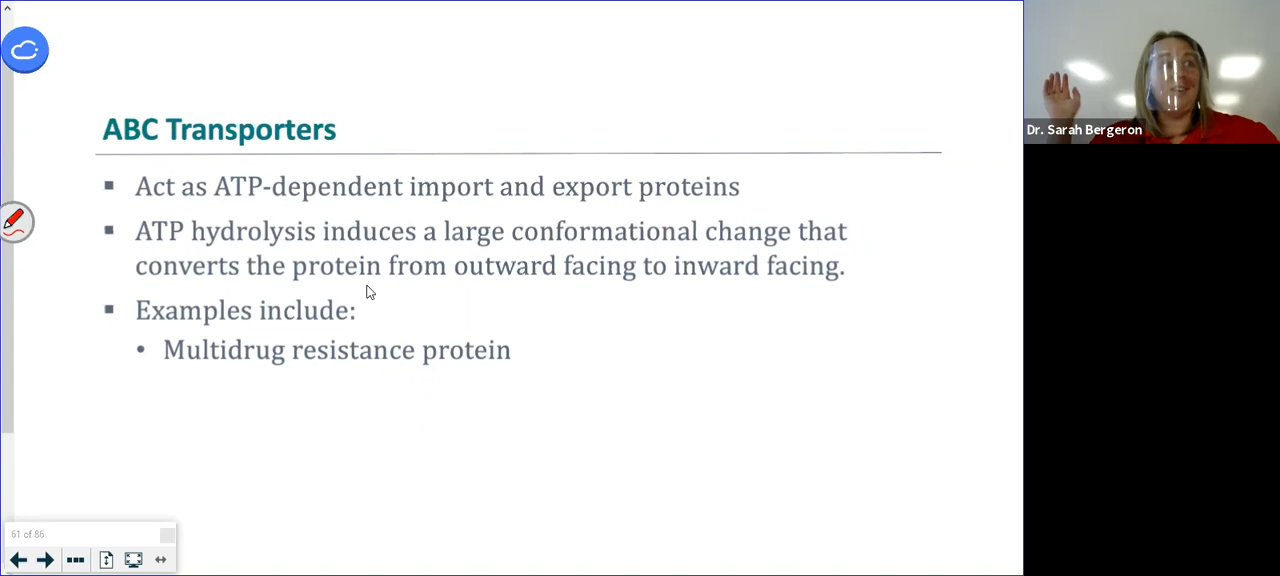 ABC Transporters
Act as ATP-dependent import and export proteins
ATP hydrolysis induces a large conformational change that
converts the protein from outward facing to inward facing.
Examples include:
Multidrug resistance protein
Dr. Sarah Bergeron
61 of 86